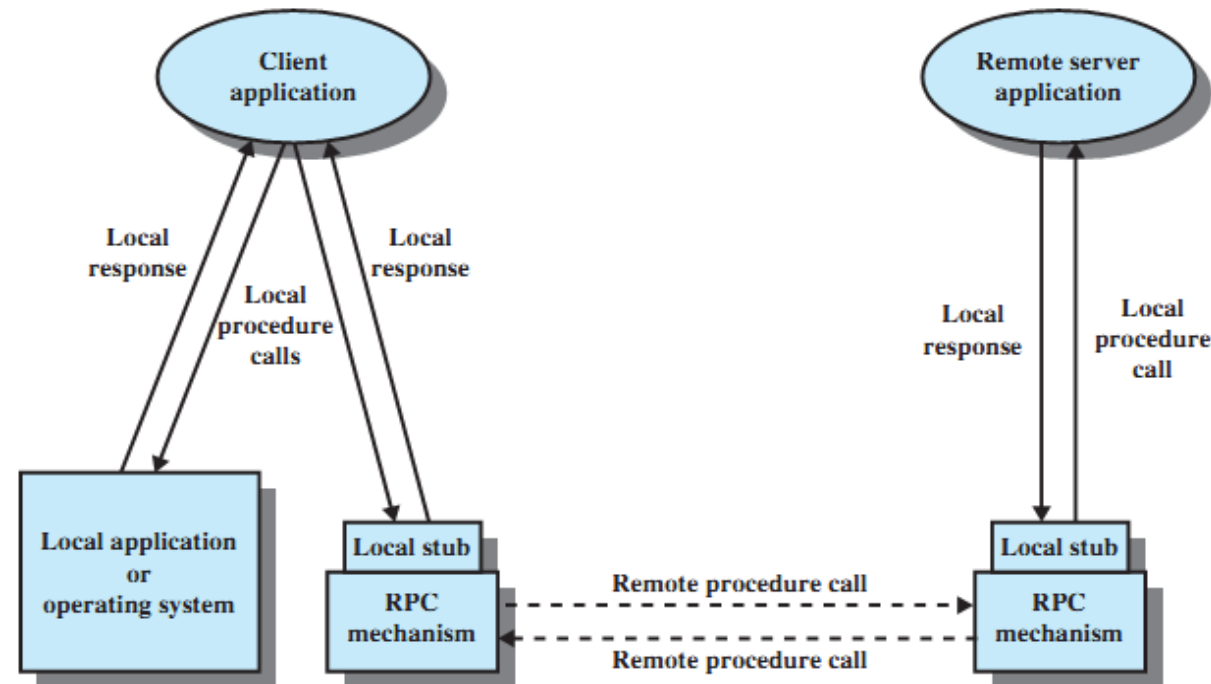 Client
application
Remote server
application
Local
response
Local
response
Local
procedure
calls
Local
response
Local
procedure
call
Local application
or
operating system
Local stub
RPC
mechanism
Remote procedure call
Remote procedure call
Local stub
RPC
mechanism